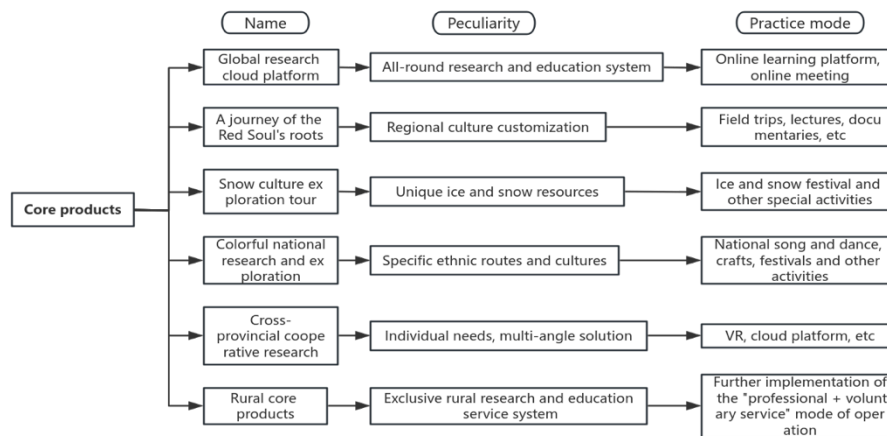 Name
Peculiarity
Practice mode
Global research
cloud platform
All-round research and education system
Online learning platform,
online meeting
A journey of the
Red Soul's roots
Regional culture customization
Field trips, lectures, docu
mentaries, etc
Core products
Snow culture ex
ploration tour
Unique ice and snow resources
Ice and snow festival and
other special activities
Colorful national
research and ex
ploration
Specific ethnic routes and cultures
National song and dance,
crafts, festivals and other
activities
Cross-
provincial coope
rative research
Individual needs, multi-angle solution
VR, cloud platform, etc
Rural core
products
Exclusive rural research and education
service system
Further implementation of
the "professional + volunt
ary service" mode of oper
ation